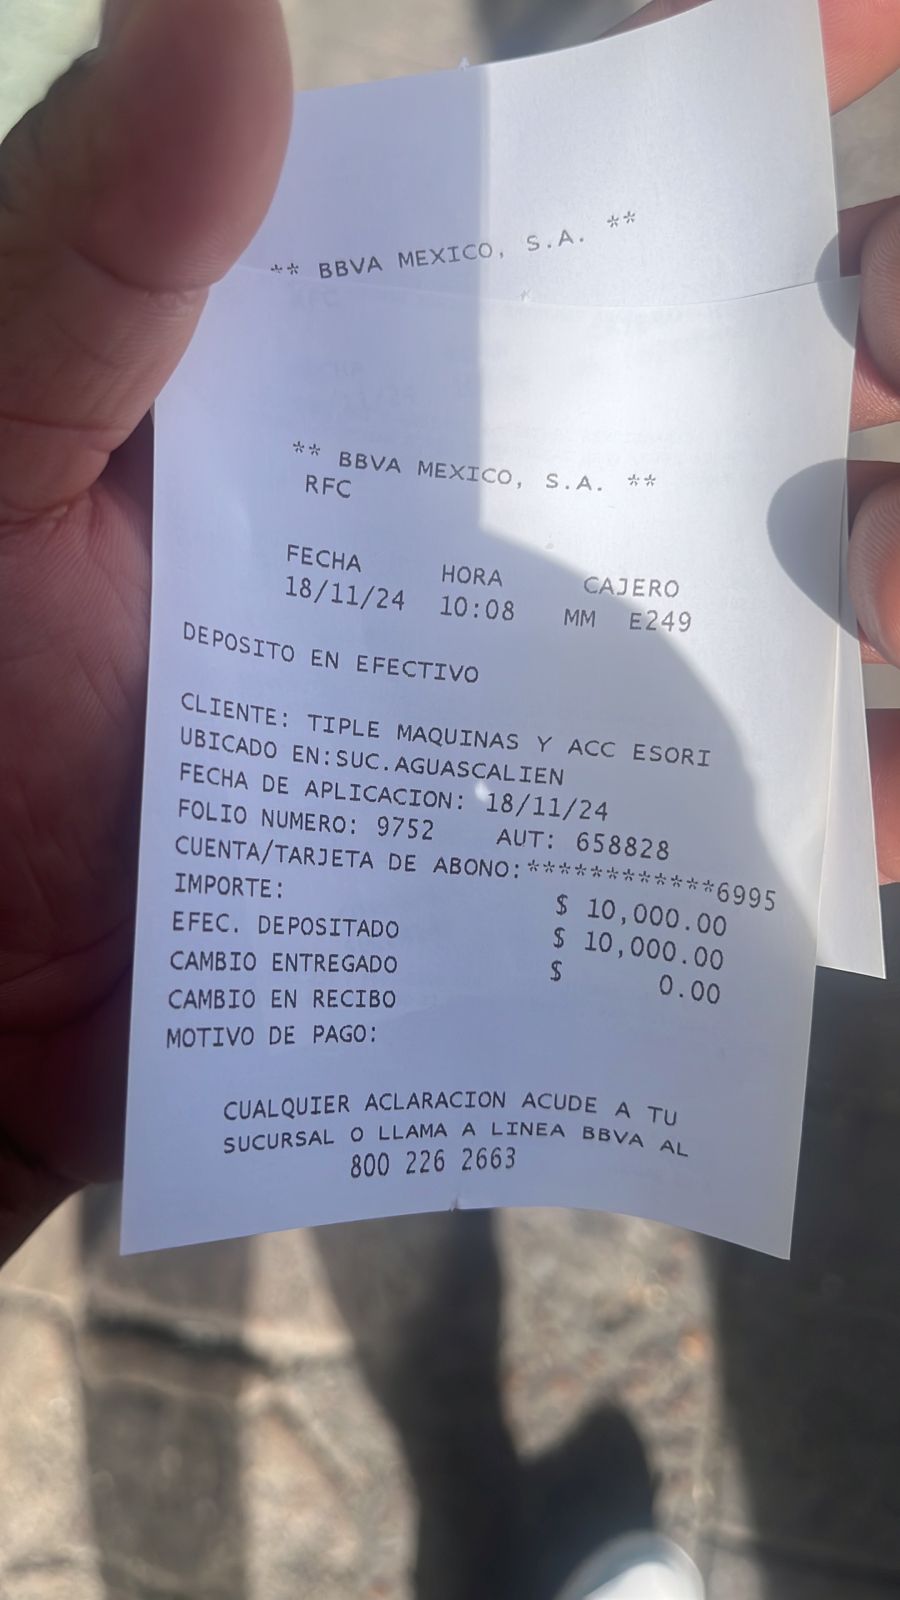 ** BBVA MEXICO, S.A. **
** BBVA MEXICO, S.A. **
RFC
FECHA HORA CAJERO
18/11/24 10:08 MM E249
DEPOSITO EN EFECTIVO
CLIENTE: TIPLE MAQUINAS Y ACC ESORI
UBICADO EN:SUC.AGUASCALIEN
FECHA DE APLICACION: 18/11/24
FOLIO NUMERO: 9752 AUT: 658828
CUENTA/TARJETA DE ABONO:************6995
IMPORTE: $ 10,000.00
EFEC. DEPOSITADO $ 10,000.00
CAMBIO ENTREGADO $ 0.00
CAMBIO EN RECIBO
MOTIVO DE PAGO:
CUALQUIER ACLARACION ACUDE A TU
SUCURSAL O LLAMA A LINEA BBVA AL
800 226 2663